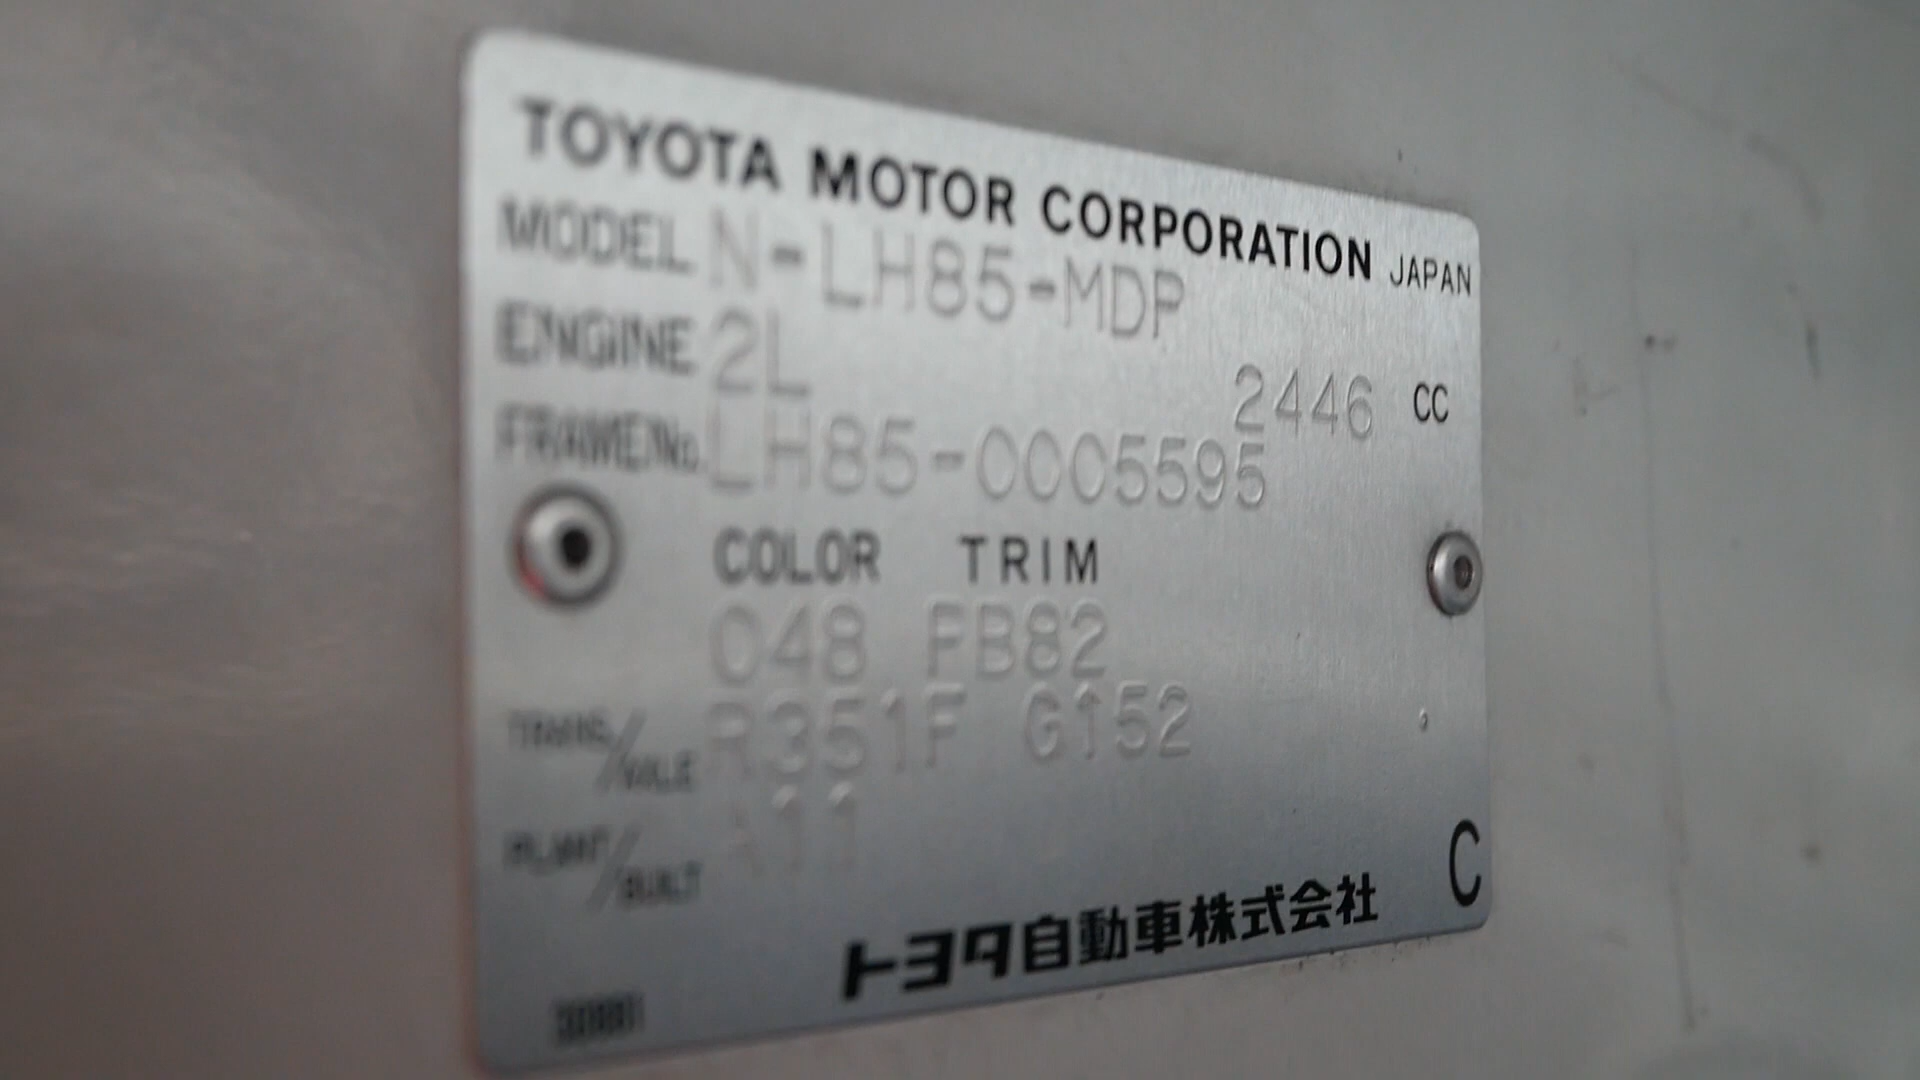 TOYOTA MOTOR CORPORATION JAPAN
MODEL N-LH85-MDP
ENGINE 2L 2446 CC
FRAME No. LH85-0005595
COLOR TRIM
048 FB82
TRANS/AXLE R351F G152
PLANT/BUILT
C
トヨタ自動車株式会社